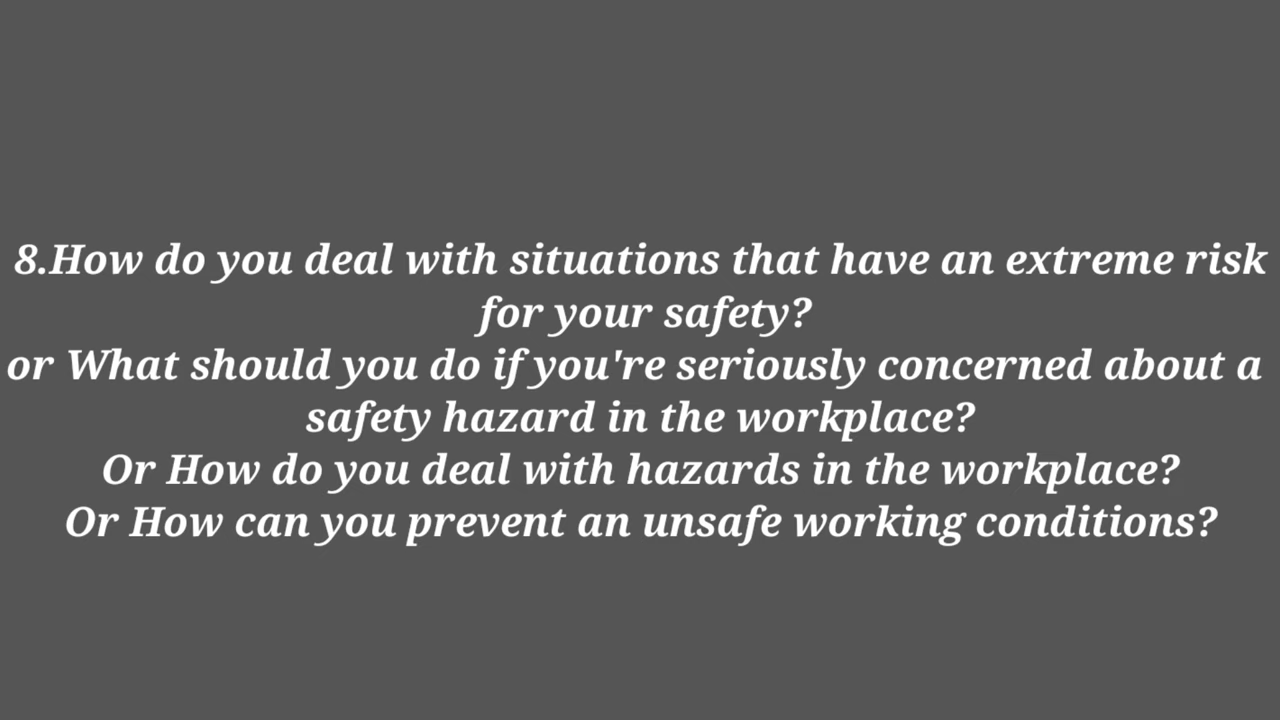 8.How do you deal with situations that have an extreme risk
for your safety?
or What should you do if you're seriously concerned about a
safety hazard in the workplace?
Or How do you deal with hazards in the workplace?
Or How can you prevent an unsafe working conditions?